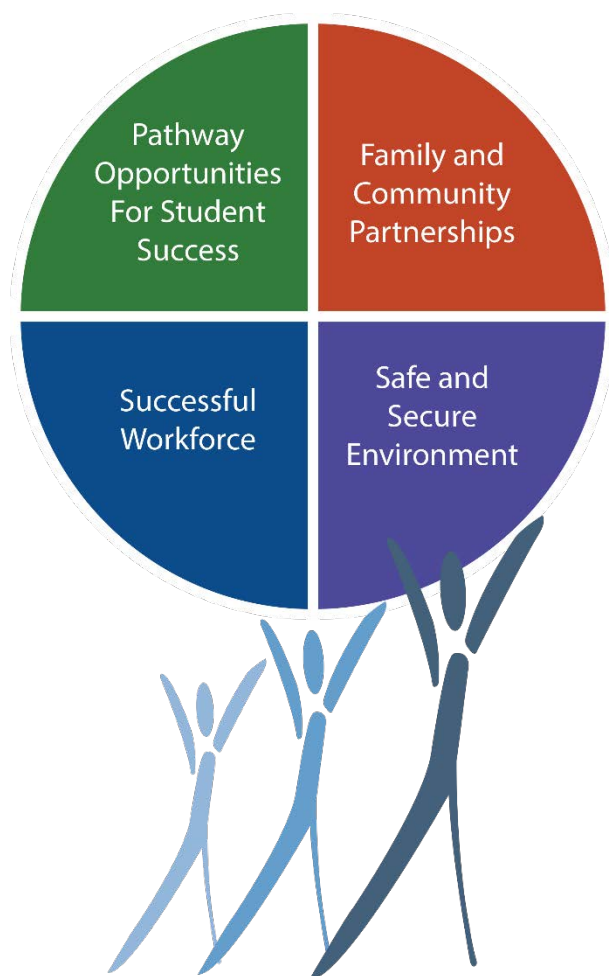 Pathway
Opportunities
For Student
Success
Family and
Community
Partnerships
Successful
Workforce
Safe and
Secure
Environment